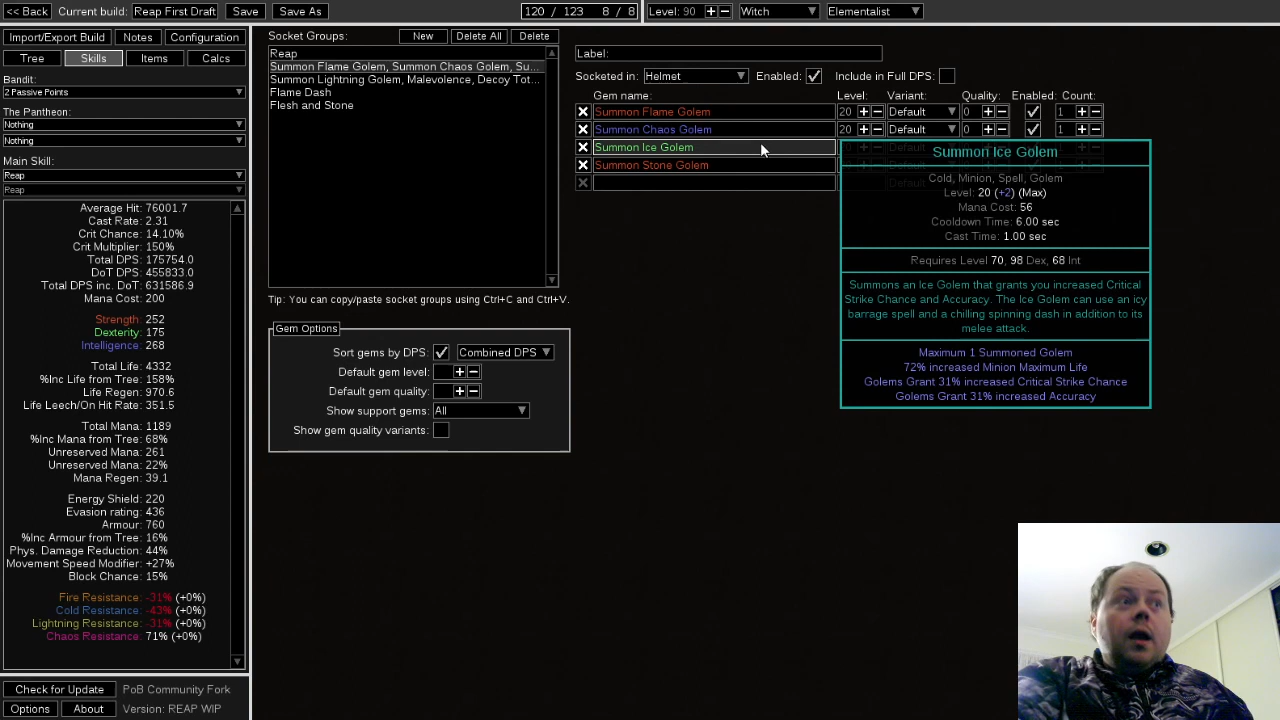 << Back
Current build: Reap First Draft
Save
Save As
120 / 123 8 / 8
Level: 90 + −
Witch
Elementalist
Import/Export Build
Notes
Configuration
Tree
Skills
Items
Calcs
Bandit:
2 Passive Points
The Pantheon:
Nothing
Nothing
Main Skill:
Reap
Reap
Average Hit: 76001.7
Cast Rate: 2.31
Crit Chance: 14.10%
Crit Multiplier: 150%
Total DPS: 175754.0
DoT DPS: 455833.0
Total DPS inc. DoT: 631586.9
Mana Cost: 200
Strength: 252
Dexterity: 175
Intelligence: 268
Total Life: 4332
%Inc Life from Tree: 158%
Life Regen: 970.6
Life Leech/On Hit Rate: 351.5
Total Mana: 1189
%Inc Mana from Tree: 68%
Unreserved Mana: 261
Unreserved Mana: 22%
Mana Regen: 39.1
Energy Shield: 220
Evasion rating: 436
Armour: 760
%Inc Armour from Tree: 16%
Phys. Damage Reduction: 44%
Movement Speed Modifier: +27%
Block Chance: 15%
Fire Resistance: -31% (+0%)
Cold Resistance: -43% (+0%)
Lightning Resistance: -31% (+0%)
Chaos Resistance: 71% (+0%)
Check for Update
PoB Community Fork
Options
About
Version: REAP WIP
Socket Groups:
New
Delete All
Delete
Reap
Summon Flame Golem, Summon Chaos Golem, Su...
Summon Lightning Golem, Malevolence, Decoy Tot...
Flame Dash
Flesh and Stone
Tip: You can copy/paste socket groups using Ctrl+C and Ctrl+V.
Gem Options
Sort gems by DPS: Combined DPS
Default gem level: + −
Default gem quality: + −
Show support gems: All
Show gem quality variants:
Label:
Socketed in: Helmet
Enabled:
Include in Full DPS:
Gem name: Level: Variant: Quality: Enabled: Count:
Summon Flame Golem 20 + − Default 0 + − 1 + −
Summon Chaos Golem 20 + − Default 0 + − 1 + −
Summon Ice Golem
Summon Stone Golem
Summon Ice Golem
Cold, Minion, Spell, Golem
Level: 20 (+2) (Max)
Mana Cost: 56
Cooldown Time: 6.00 sec
Cast Time: 1.00 sec
Requires Level 70, 98 Dex, 68 Int
Summons an Ice Golem that grants you increased Critical
Strike Chance and Accuracy. The Ice Golem can use an icy
barrage spell and a chilling spinning dash in addition to its
melee attack.
Maximum 1 Summoned Golem
72% increased Minion Maximum Life
Golems Grant 31% increased Critical Strike Chance
Golems Grant 31% increased Accuracy